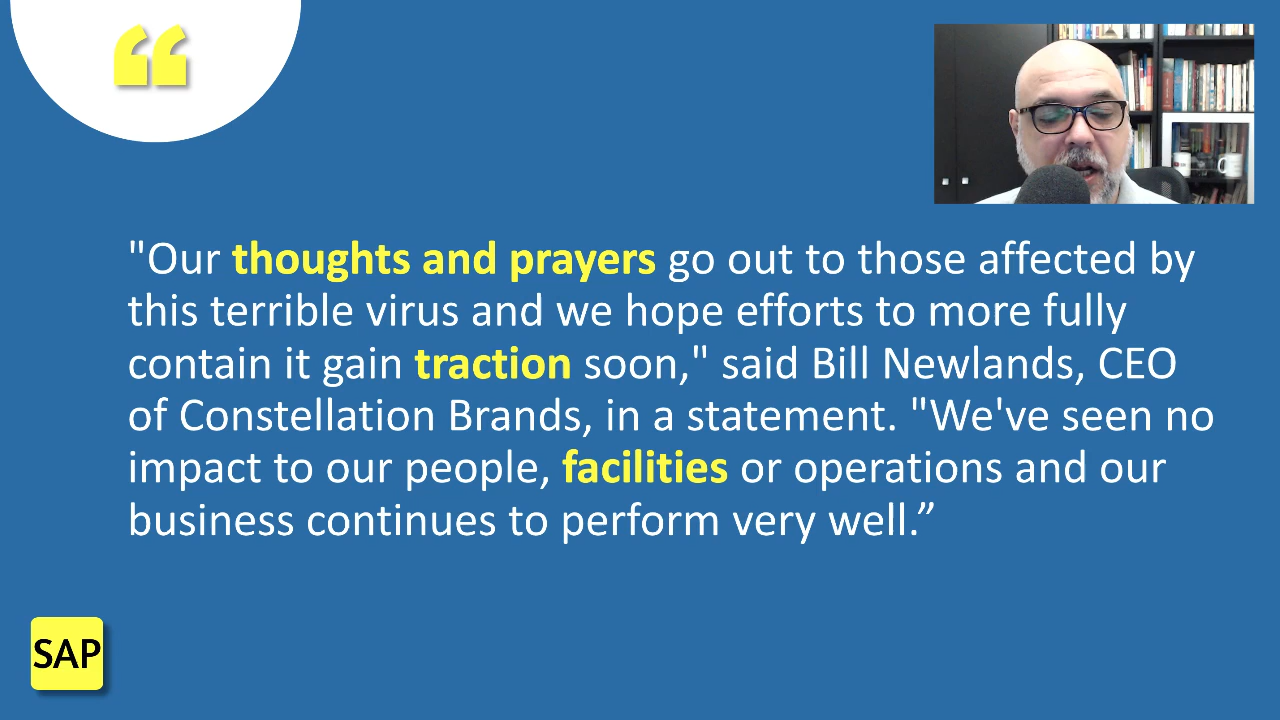 “
"Our thoughts and prayers go out to those affected by
this terrible virus and we hope efforts to more fully
contain it gain traction soon," said Bill Newlands, CEO
of Constellation Brands, in a statement. "We've seen no
impact to our people, facilities or operations and our
business continues to perform very well.”
SAP